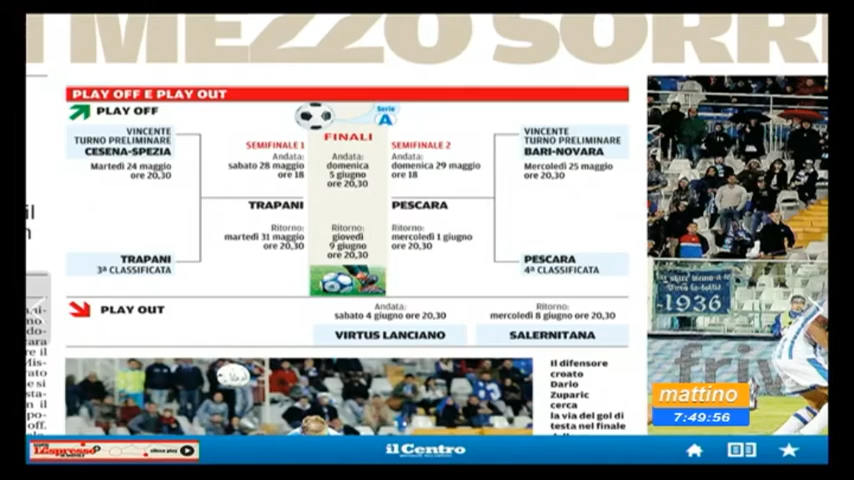 MEZZO SORRI
PLAY OFF E PLAY OUT
PLAY OFF
VINCENTE
TURNO PRELIMINARE
CESENA-SPEZIA
Martedì 24 maggio
ore 20,30
TRAPANI
3ª CLASSIFICATA
SEMIFINALE 1
Andata:
sabato 28 maggio
ore 18
TRAPANI
Ritorno:
martedì 31 maggio
ore 20,30
Serie
A
FINALI
Andata:
domenica
5 giugno
ore 20,30
Ritorno:
giovedì
9 giugno
ore 20,30
SEMIFINALE 2
Andata:
domenica 29 maggio
ore 18
PESCARA
Ritorno:
mercoledì 1 giugno
ore 20,30
VINCENTE
TURNO PRELIMINARE
BARI-NOVARA
Mercoledì 25 maggio
ore 20,30
PESCARA
4ª CLASSIFICATA
PLAY OUT
Andata:
sabato 4 giugno ore 20,30
VIRTUS LANCIANO
Ritorno:
mercoledì 8 giugno ore 20,30
SALERNITANA
1936
friv
Il difensore
croato
Dario
Zuparic
cerca
la via del gol di
testa nel finale
mattino
7:49:56
L'Espresso
il Centro